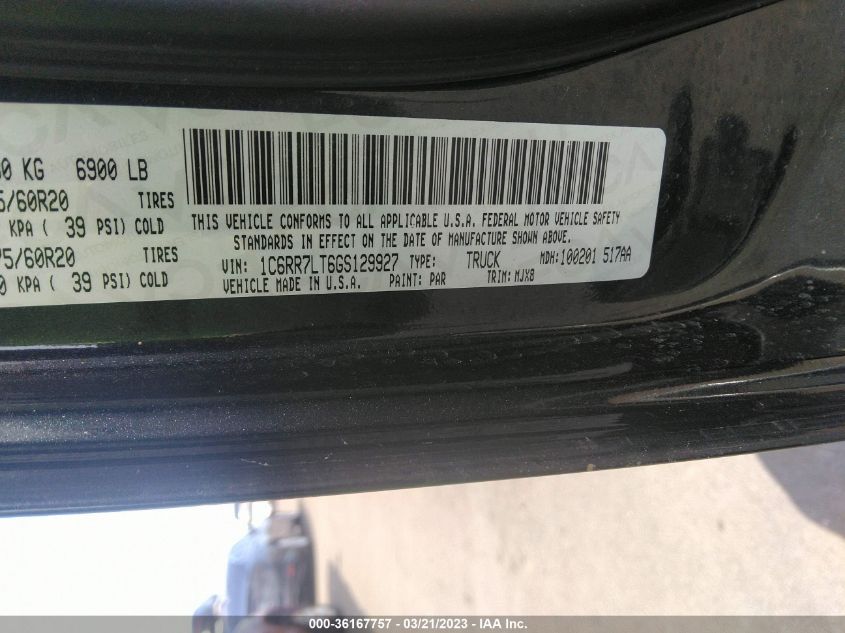 0 KG 6900 LB
5/60R20 TIRES
KPA ( 39 PSI) COLD
75/60R20 TIRES
0 KPA ( 39 PSI) COLD
THIS VEHICLE CONFORMS TO ALL APPLICABLE U.S.A. FEDERAL MOTOR VEHICLE SAFETY
STANDARDS IN EFFECT ON THE DATE OF MANUFACTURE SHOWN ABOVE.
VIN: 1C6RR7LT6GS129927 TYPE: TRUCK MDH:100201 517AA
VEHICLE MADE IN U.S.A. PAINT: PAR TRIM: MJX8
000-36167757 — 03/21/2023 — IAA Inc.